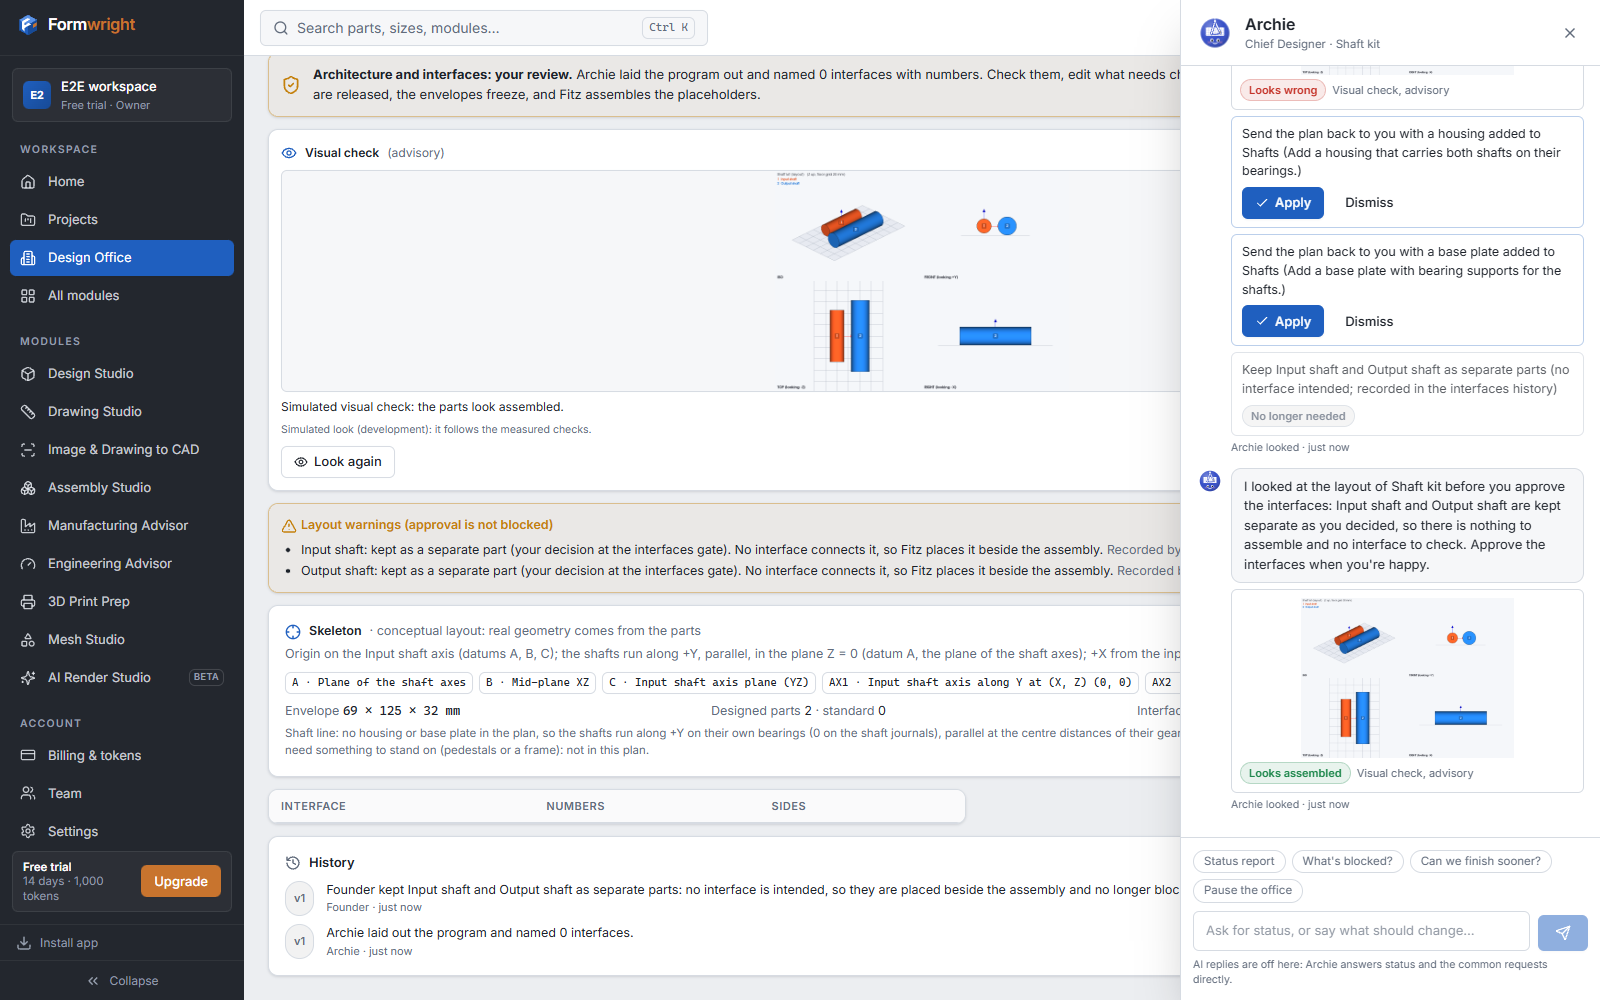 Formwright
E2
E2E workspace
Free trial · Owner
WORKSPACE
Home
Projects
Design Office
All modules
MODULES
Design Studio
Drawing Studio
Image & Drawing to CAD
Assembly Studio
Manufacturing Advisor
Engineering Advisor
3D Print Prep
Mesh Studio
AI Render Studio BETA
ACCOUNT
Billing & tokens
Team
Settings
Free trial
14 days · 1,000
tokens
Upgrade
Install app
Collapse
Search parts, sizes, modules... Ctrl K
Architecture and interfaces: your review. Archie laid the program out and named 0 interfaces with numbers. Check them, edit what needs ch
are released, the envelopes freeze, and Fitz assembles the placeholders.
Visual check (advisory)
Simulated visual check: the parts look assembled.
Simulated look (development): it follows the measured checks.
Look again
Layout warnings (approval is not blocked)
Input shaft: kept as a separate part (your decision at the interfaces gate). No interface connects it, so Fitz places it beside the assembly. Recorded by
Output shaft: kept as a separate part (your decision at the interfaces gate). No interface connects it, so Fitz places it beside the assembly. Recorded
Skeleton · conceptual layout: real geometry comes from the parts
Origin on the Input shaft axis (datums A, B, C); the shafts run along +Y, parallel, in the plane Z = 0 (datum A, the plane of the shaft axes); +X from the inp
A · Plane of the shaft axes
B · Mid-plane XZ
C · Input shaft axis plane (YZ)
AX1 · Input shaft axis along Y at (X, Z) (0, 0)
AX2
Envelope 69 × 125 × 32 mm
Designed parts 2 · standard 0
Interfac
Shaft line: no housing or base plate in the plan, so the shafts run along +Y on their own bearings (0 on the shaft journals), parallel at the centre distances of their gear
need something to stand on (pedestals or a frame): not in this plan.
INTERFACE NUMBERS SIDES
History
v1
Founder kept Input shaft and Output shaft as separate parts: no interface is intended, so they are placed beside the assembly and no longer bloc
Founder · just now
v1
Archie laid out the program and named 0 interfaces.
Archie · just now
Archie
Chief Designer · Shaft kit
Looks wrong Visual check, advisory
Send the plan back to you with a housing added to
Shafts (Add a housing that carries both shafts on their
bearings.)
Apply Dismiss
Send the plan back to you with a base plate added to
Shafts (Add a base plate with bearing supports for the
shafts.)
Apply Dismiss
Keep Input shaft and Output shaft as separate parts (no
interface intended; recorded in the interfaces history)
No longer needed
Archie looked · just now
I looked at the layout of Shaft kit before you approve
the interfaces: Input shaft and Output shaft are kept
separate as you decided, so there is nothing to
assemble and no interface to check. Approve the
interfaces when you're happy.
Looks assembled Visual check, advisory
Archie looked · just now
Status report
What's blocked?
Can we finish sooner?
Pause the office
Ask for status, or say what should change...
AI replies are off here: Archie answers status and the common requests
directly.